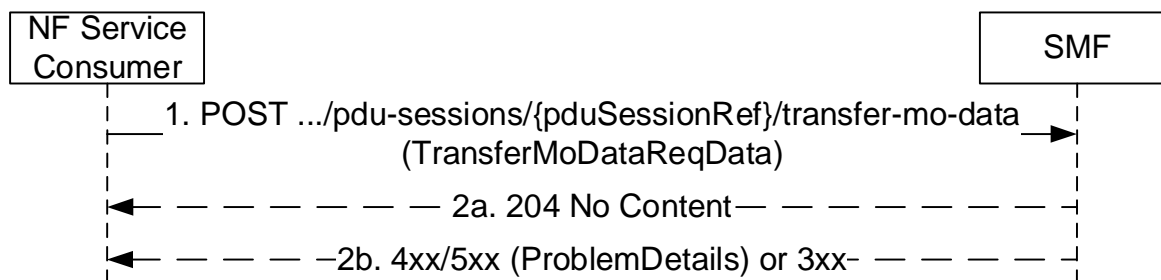 NF Service
Consumer
SMF
1. POST .../pdu-sessions/{pduSessionRef}/transfer-mo-data
(TransferMoDataReqData)
2a. 204 No Content
2b. 4xx/5xx (ProblemDetails) or 3xx